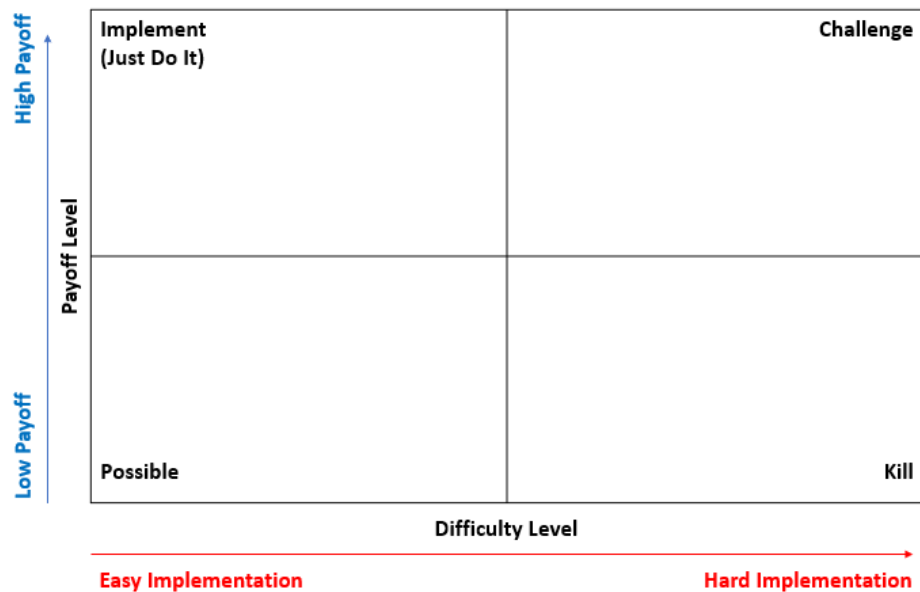 High Payoff
Implement
(Just Do It)
Challenge
Payoff Level
Low Payoff
Possible
Kill
Difficulty Level
Easy Implementation
Hard Implementation